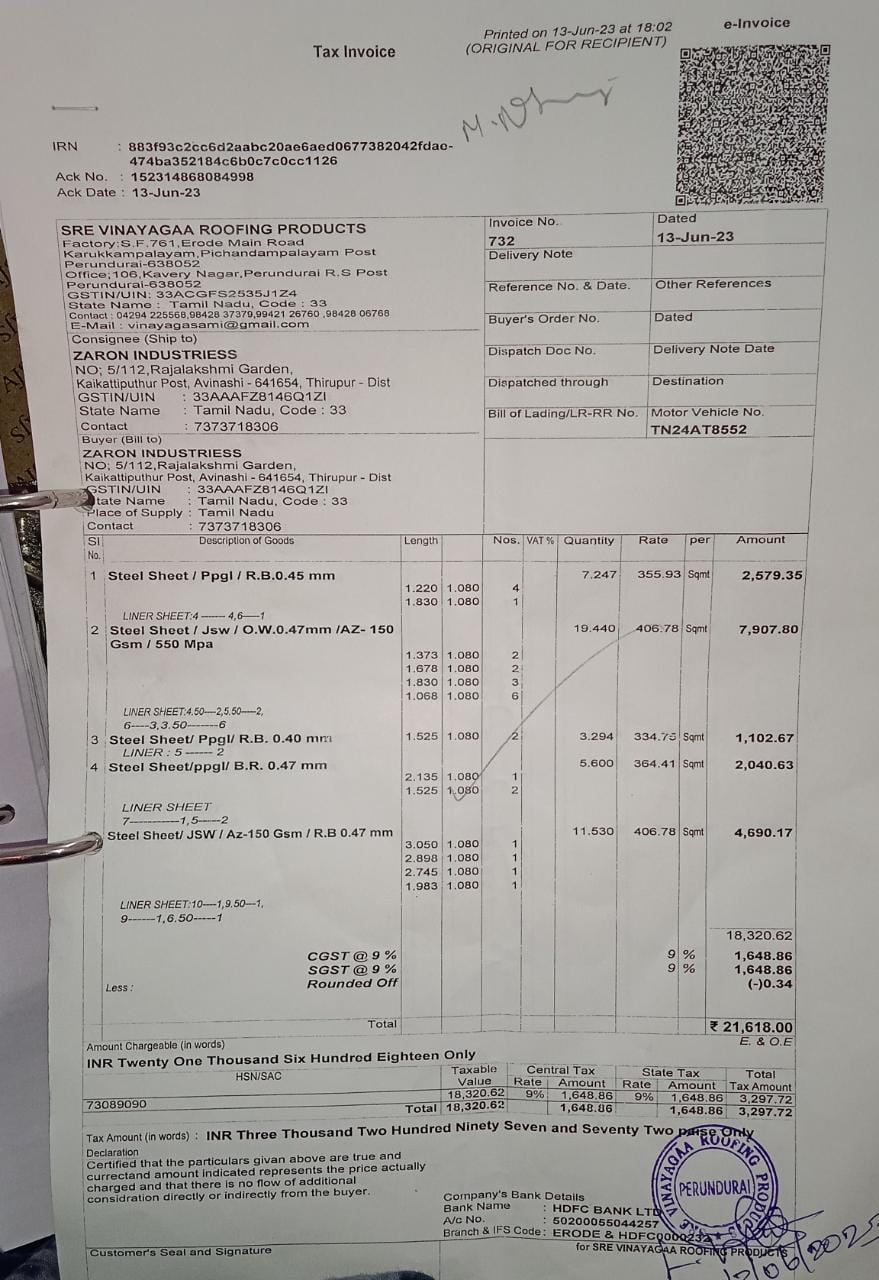 e-Invoice
Printed on 13-Jun-23 at 18:02
Tax Invoice
(ORIGINAL FOR RECIPIENT)
IRN : 883f93c2cc6d2aabc20ae6aed0677382042fdae-
474ba352184c6b0c7c0cc1126
Ack No. : 152314868084998
Ack Date : 13-Jun-23
SRE VINAYAGAA ROOFING PRODUCTS
Factory:S.F.761,Erode Main Road
Karukkampalayam,Pichandampalayam Post
Perundurai-638052
Office;106,Kavery Nagar,Perundurai R.S Post
Perundurai-638052
GSTIN/UIN: 33ACGFS2535J1Z4
State Name : Tamil Nadu, Code : 33
Contact : 04294 225568,98428 37379,99421 26760 ,98428 06768
E-Mail : vinayagasami@gmail.com
Invoice No. Dated
732 13-Jun-23
Delivery Note
Reference No. & Date. Other References
Buyer's Order No. Dated
Dispatch Doc No. Delivery Note Date
Dispatched through Destination
Bill of Lading/LR-RR No. Motor Vehicle No.
TN24AT8552
Consignee (Ship to)
ZARON INDUSTRIESS
NO; 5/112,Rajalakshmi Garden,
Kaikattiputhur Post, Avinashi - 641654, Thirupur - Dist
GSTIN/UIN : 33AAAFZ8146Q1ZI
State Name : Tamil Nadu, Code : 33
Contact : 7373718306
Buyer (Bill to)
ZARON INDUSTRIESS
NO; 5/112,Rajalakshmi Garden,
Kaikattiputhur Post, Avinashi - 641654, Thirupur - Dist
GSTIN/UIN : 33AAAFZ8146Q1ZI
State Name : Tamil Nadu, Code : 33
Place of Supply : Tamil Nadu
Contact : 7373718306
Sl No. Description of Goods Length Nos. VAT % Quantity Rate per Amount
1 Steel Sheet / Ppgl / R.B.0.45 mm 7.247 355.93 Sqmt 2,579.35
1.220 1.080 4
1.830 1.080 1
LINER SHEET:4 ------ 4,6---1
2 Steel Sheet / Jsw / O.W.0.47mm /AZ- 150 19.440 406.78 Sqmt 7,907.80
Gsm / 550 Mpa
1.373 1.080 2
1.678 1.080 2
1.830 1.080 3
1.068 1.080 6
LINER SHEET:4.50----2,5.50----2,
6----3,3.50-------6
3 Steel Sheet/ Ppgl/ R.B. 0.40 mm 1.525 1.080 2 3.294 334.75 Sqmt 1,102.67
LINER : 5 ------ 2
4 Steel Sheet/ppgl/ B.R. 0.47 mm 5.600 364.41 Sqmt 2,040.63
2.135 1.080 1
1.525 1.080 2
LINER SHEET
7-----------1,5-----2
Steel Sheet/ JSW / Az-150 Gsm / R.B 0.47 mm 11.530 406.78 Sqmt 4,690.17
3.050 1.080 1
2.898 1.080 1
2.745 1.080 1
1.983 1.080 1
LINER SHEET:10----1,9.50---1,
9------1,6.50-----1
18,320.62
CGST @ 9 % 9 % 1,648.86
SGST @ 9 % 9 % 1,648.86
Less : Rounded Off (-)0.34
Total ₹ 21,618.00
Amount Chargeable (in words) E. & O.E
INR Twenty One Thousand Six Hundred Eighteen Only
HSN/SAC Taxable Value Central Tax State Tax Total Tax Amount
Rate Amount Rate Amount
73089090 18,320.62 9% 1,648.86 9% 1,648.86 3,297.72
Total 18,320.62 1,648.86 1,648.86 3,297.72
Tax Amount (in words) : INR Three Thousand Two Hundred Ninety Seven and Seventy Two paise Only
Declaration
Certified that the particulars givan above are true and
currectand amount indicated represents the price actually
charged and that there is no flow of additional
considration directly or indirectly from the buyer.
Company's Bank Details
Bank Name : HDFC BANK LTD
A/c No. : 50200055044257
Branch & IFS Code : ERODE & HDFC0000232
for SRE VINAYAGAA ROOFING PRODUCTS
Customer's Seal and Signature
SRE VINAYAGAA ROOFING PRODUCTS
PERUNDURAI